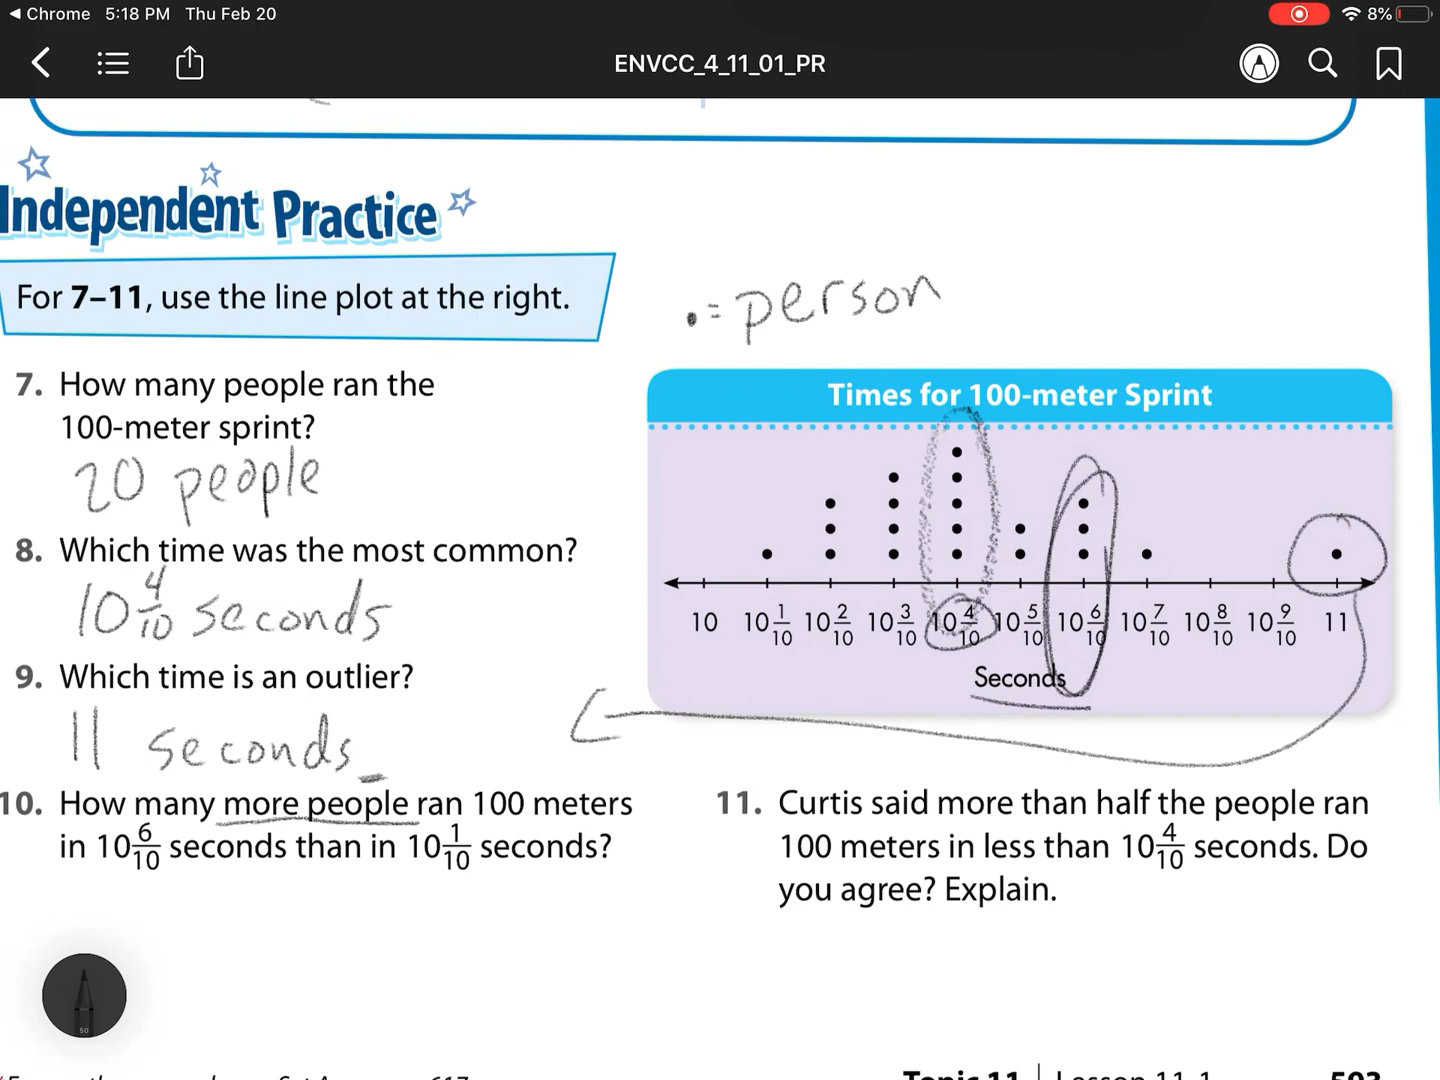 Chrome 5:18 PM Thu Feb 20 8%
ENVCC_4_11_01_PR
Independent Practice
For 7–11, use the line plot at the right.
.=person
7. How many people ran the
100-meter sprint?
20 people
8. Which time was the most common?
10 4/10 seconds
9. Which time is an outlier?
11 seconds
10. How many more people ran 100 meters
in 10 6/10 seconds than in 10 1/10 seconds?
Times for 100-meter Sprint
10 10 1/10 10 2/10 10 3/10 10 4/10 10 5/10 10 6/10 10 7/10 10 8/10 10 9/10 11
Seconds
11. Curtis said more than half the people ran
100 meters in less than 10 4/10 seconds. Do
you agree? Explain.
50
Topic 11 | Lesson 11-1 503